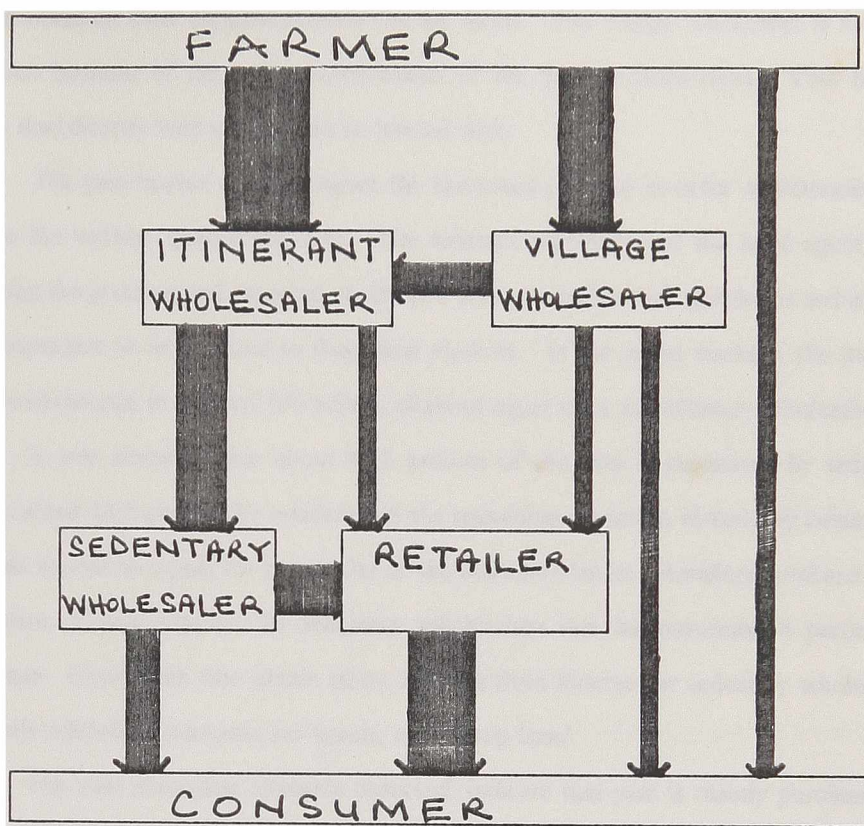 FARMER
ITINERANT
WHOLESALER
VILLAGE
WHOLESALER
SEDENTARY
WHOLESALER
RETAILER
CONSUMER